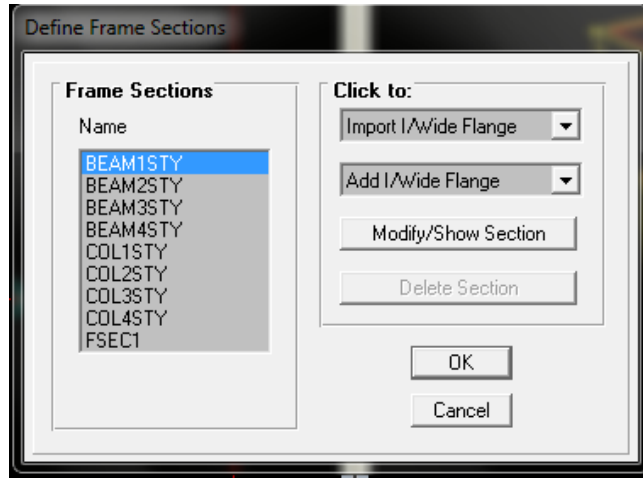 Define Frame Sections
Frame Sections
Name
BEAM1STY
BEAM2STY
BEAM3STY
BEAM4STY
COL1STY
COL2STY
COL3STY
COL4STY
FSEC1
Click to:
Import I/Wide Flange
Add I/Wide Flange
Modify/Show Section
Delete Section
OK
Cancel